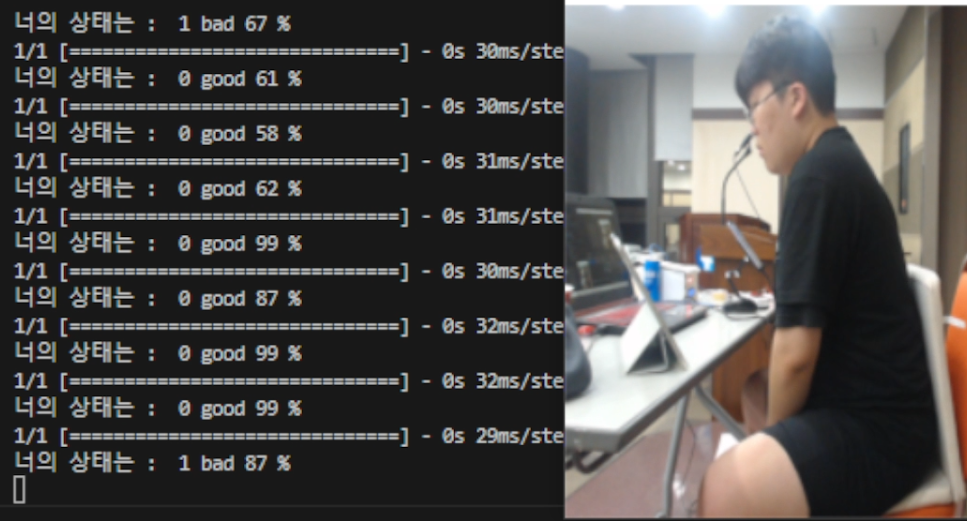 너의 상태는 :  1 bad 67 %
1/1 [==============================] - 0s 30ms/ste
너의 상태는 :  0 good 61 %
1/1 [==============================] - 0s 30ms/ste
너의 상태는 :  0 good 58 %
1/1 [==============================] - 0s 31ms/ste
너의 상태는 :  0 good 62 %
1/1 [==============================] - 0s 31ms/ste
너의 상태는 :  0 good 99 %
1/1 [==============================] - 0s 30ms/ste
너의 상태는 :  0 good 87 %
1/1 [==============================] - 0s 32ms/ste
너의 상태는 :  0 good 99 %
1/1 [==============================] - 0s 32ms/ste
너의 상태는 :  0 good 99 %
1/1 [==============================] - 0s 29ms/ste
너의 상태는 :  1 bad 87 %